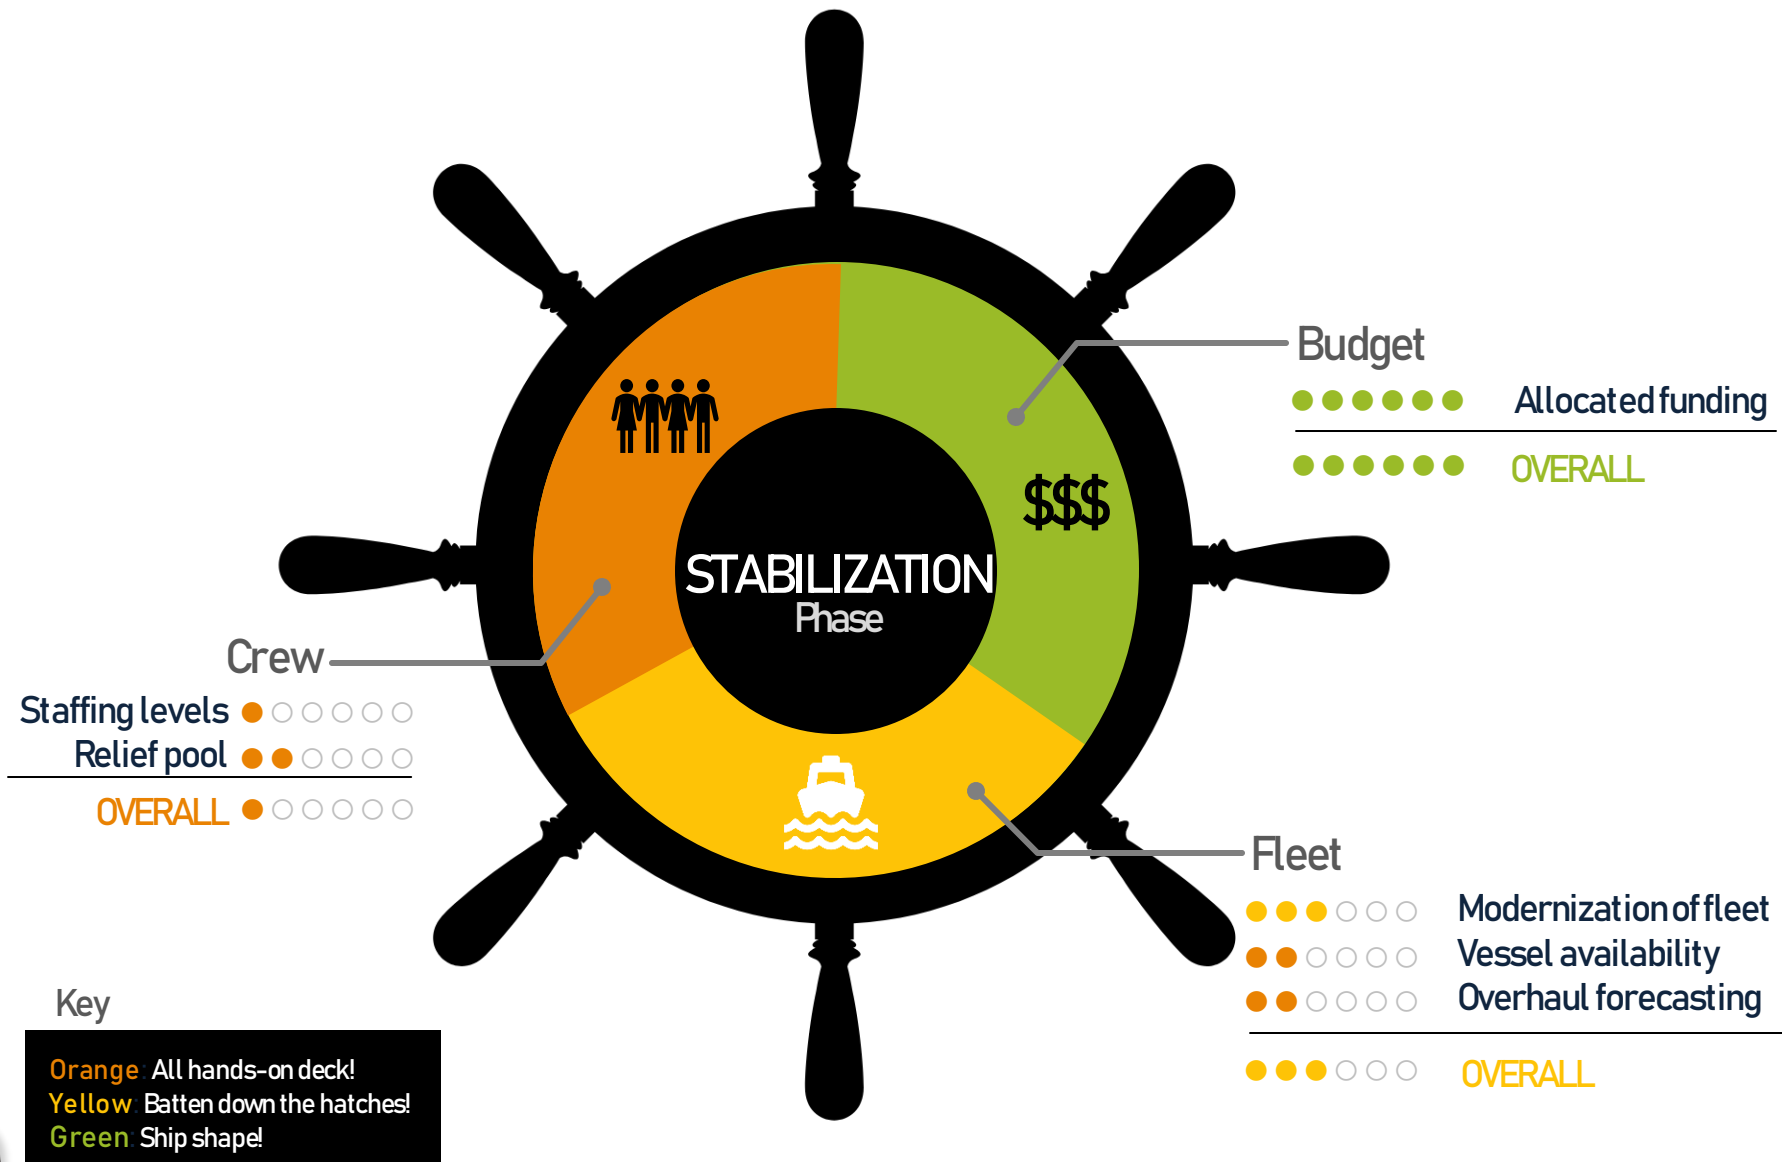 Budget
Allocated funding
OVERALL
$$$
STABILIZATION
Phase
Crew
Staffing levels
Relief pool
OVERALL
Fleet
Modernization of fleet
Vessel availability
Overhaul forecasting
OVERALL
Key
Orange: All hands-on deck!
Yellow: Batten down the hatches!
Green: Ship shape!